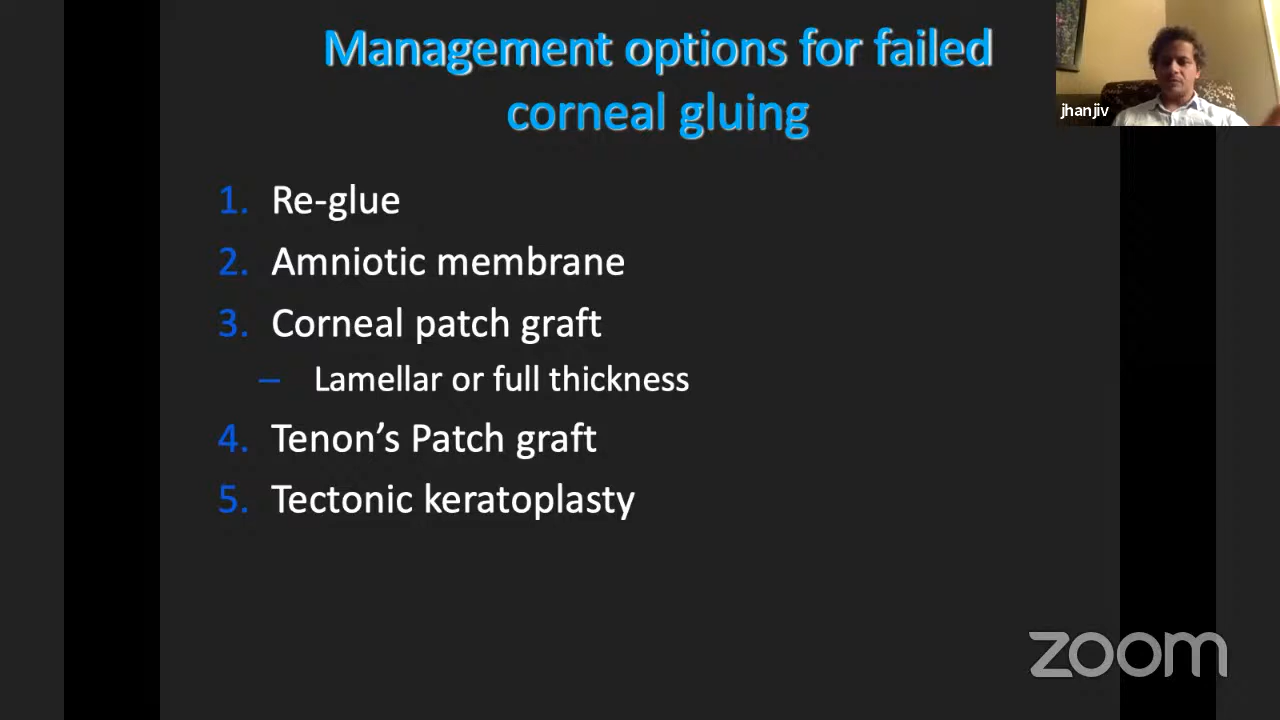 Management options for failed
corneal gluing
jhanjiv
1. Re-glue
2. Amniotic membrane
3. Corneal patch graft
– Lamellar or full thickness
4. Tenon’s Patch graft
5. Tectonic keratoplasty
zoom